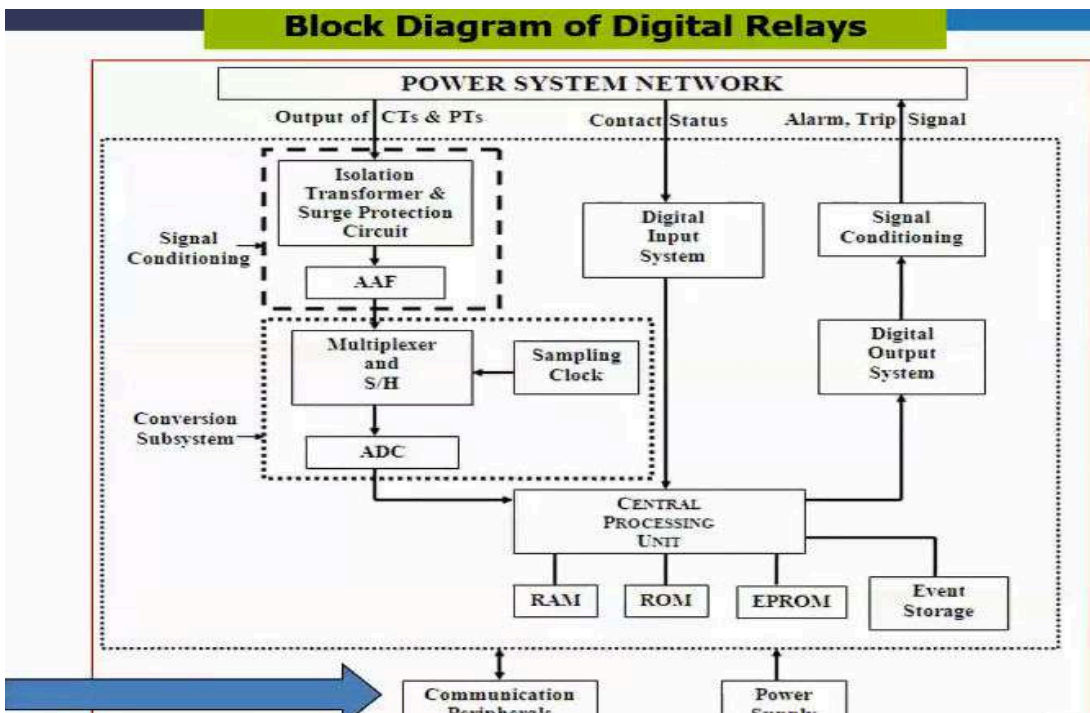 Block Diagram of Digital Relays
POWER SYSTEM NETWORK
Output of CTs & PTs
Contact Status
Alarm, Trip Signal
Isolation
Transformer &
Surge Protection
Circuit
Signal
Conditioning
AAF
Digital
Input
System
Signal
Conditioning
Multiplexer
and
S/H
Sampling
Clock
Digital
Output
System
Conversion
Subsystem
ADC
CENTRAL
PROCESSING
UNIT
RAM
ROM
EPROM
Event
Storage
Communication
Peripherals
Power
Supply